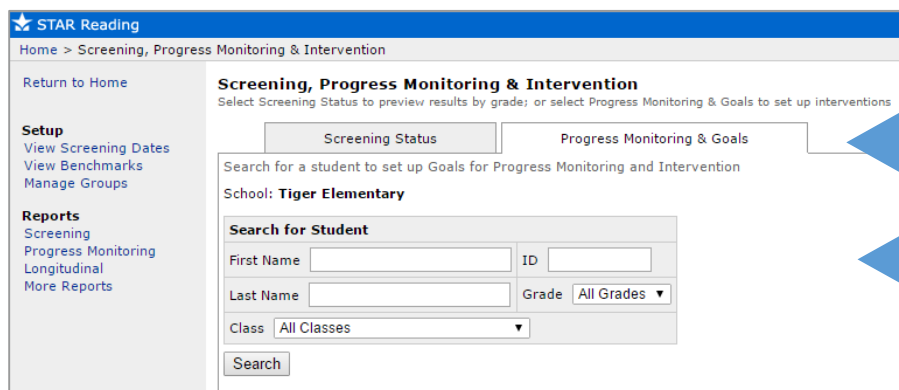 STAR Reading
Home > Screening, Progress Monitoring & Intervention
Return to Home
Setup
View Screening Dates
View Benchmarks
Manage Groups
Reports
Screening
Progress Monitoring
Longitudinal
More Reports
Screening, Progress Monitoring & Intervention
Select Screening Status to preview results by grade; or select Progress Monitoring & Goals to set up interventions
Screening Status
Progress Monitoring & Goals
Search for a student to set up Goals for Progress Monitoring and Intervention
School: Tiger Elementary
Search for Student
First Name
ID
Last Name
Grade All Grades
Class All Classes
Search